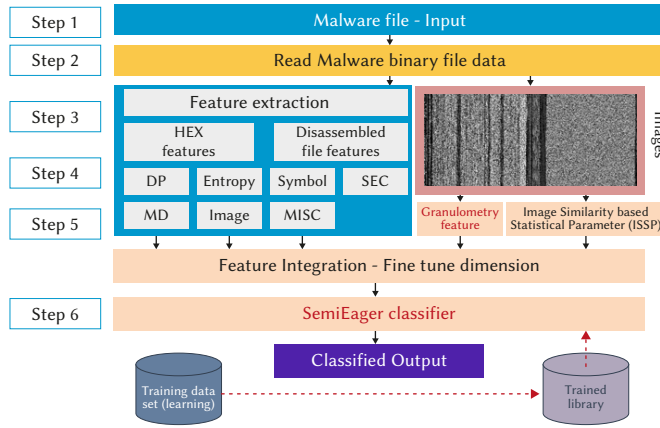 Step 1
Malware file - Input
Step 2
Read Malware binary file data
Step 3
Feature extraction
HEX
features
Disassembled
file features
Images
Step 4
DP
Entropy
Symbol
SEC
Step 5
MD
Image
MISC
Granulometry
feature
Image Similarity based
Statistical Parameter (ISSP)
Feature Integration - Fine tune dimension
Step 6
SemiEager classifier
Classified Output
Training data
set (learning)
Trained
library